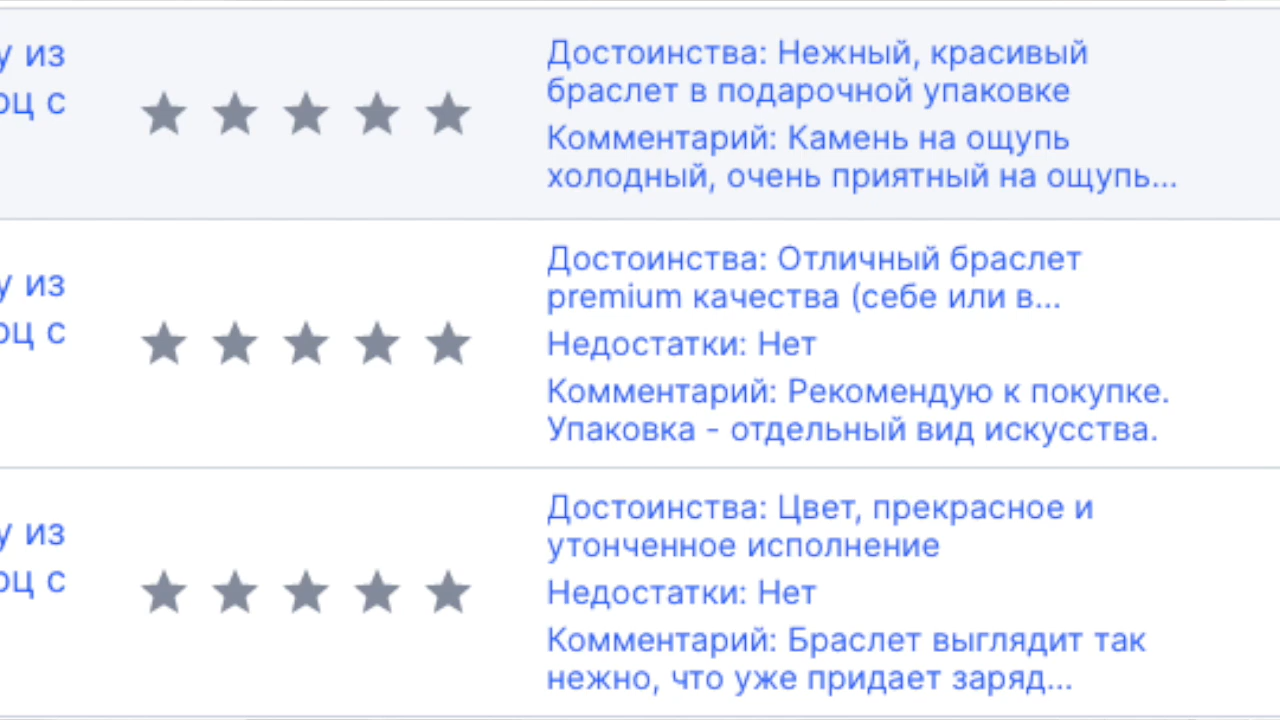 у из
оц с
Достоинства: Нежный, красивый
браслет в подарочной упаковке
Комментарий: Камень на ощупь
холодный, очень приятный на ощупь...
у из
оц с
Достоинства: Отличный браслет
premium качества (себе или в...
Недостатки: Нет
Комментарий: Рекомендую к покупке.
Упаковка - отдельный вид искусства.
у из
оц с
Достоинства: Цвет, прекрасное и
утонченное исполнение
Недостатки: Нет
Комментарий: Браслет выглядит так
нежно, что уже придает заряд...